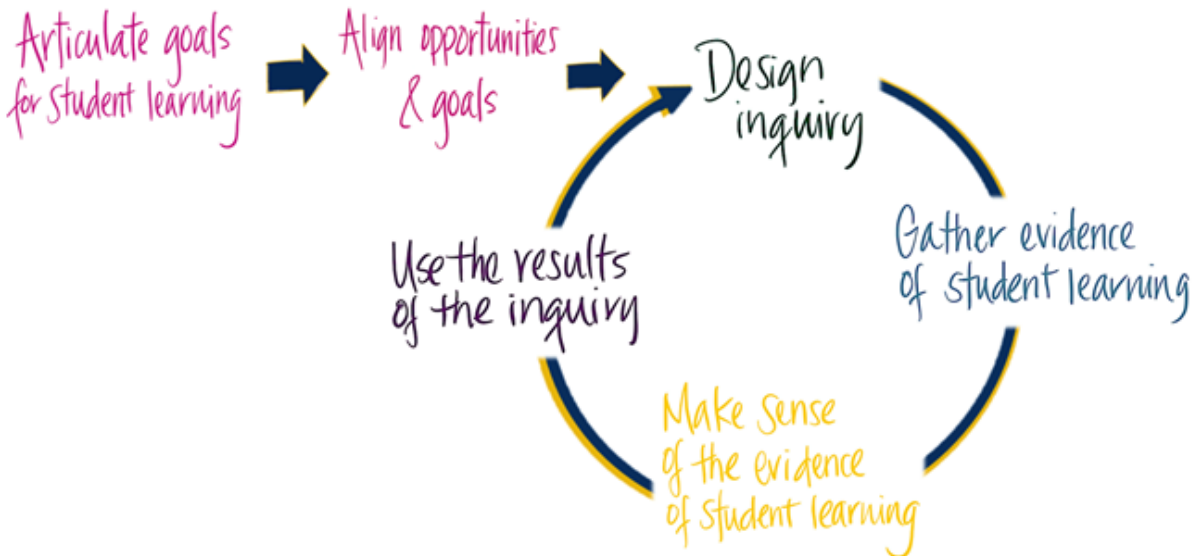 Articulate goals
for student learning
Align opportunities
& goals
Design
inquiry
Gather evidence
of student learning
Make sense
of the evidence
of student learning
Use the results
of the inquiry